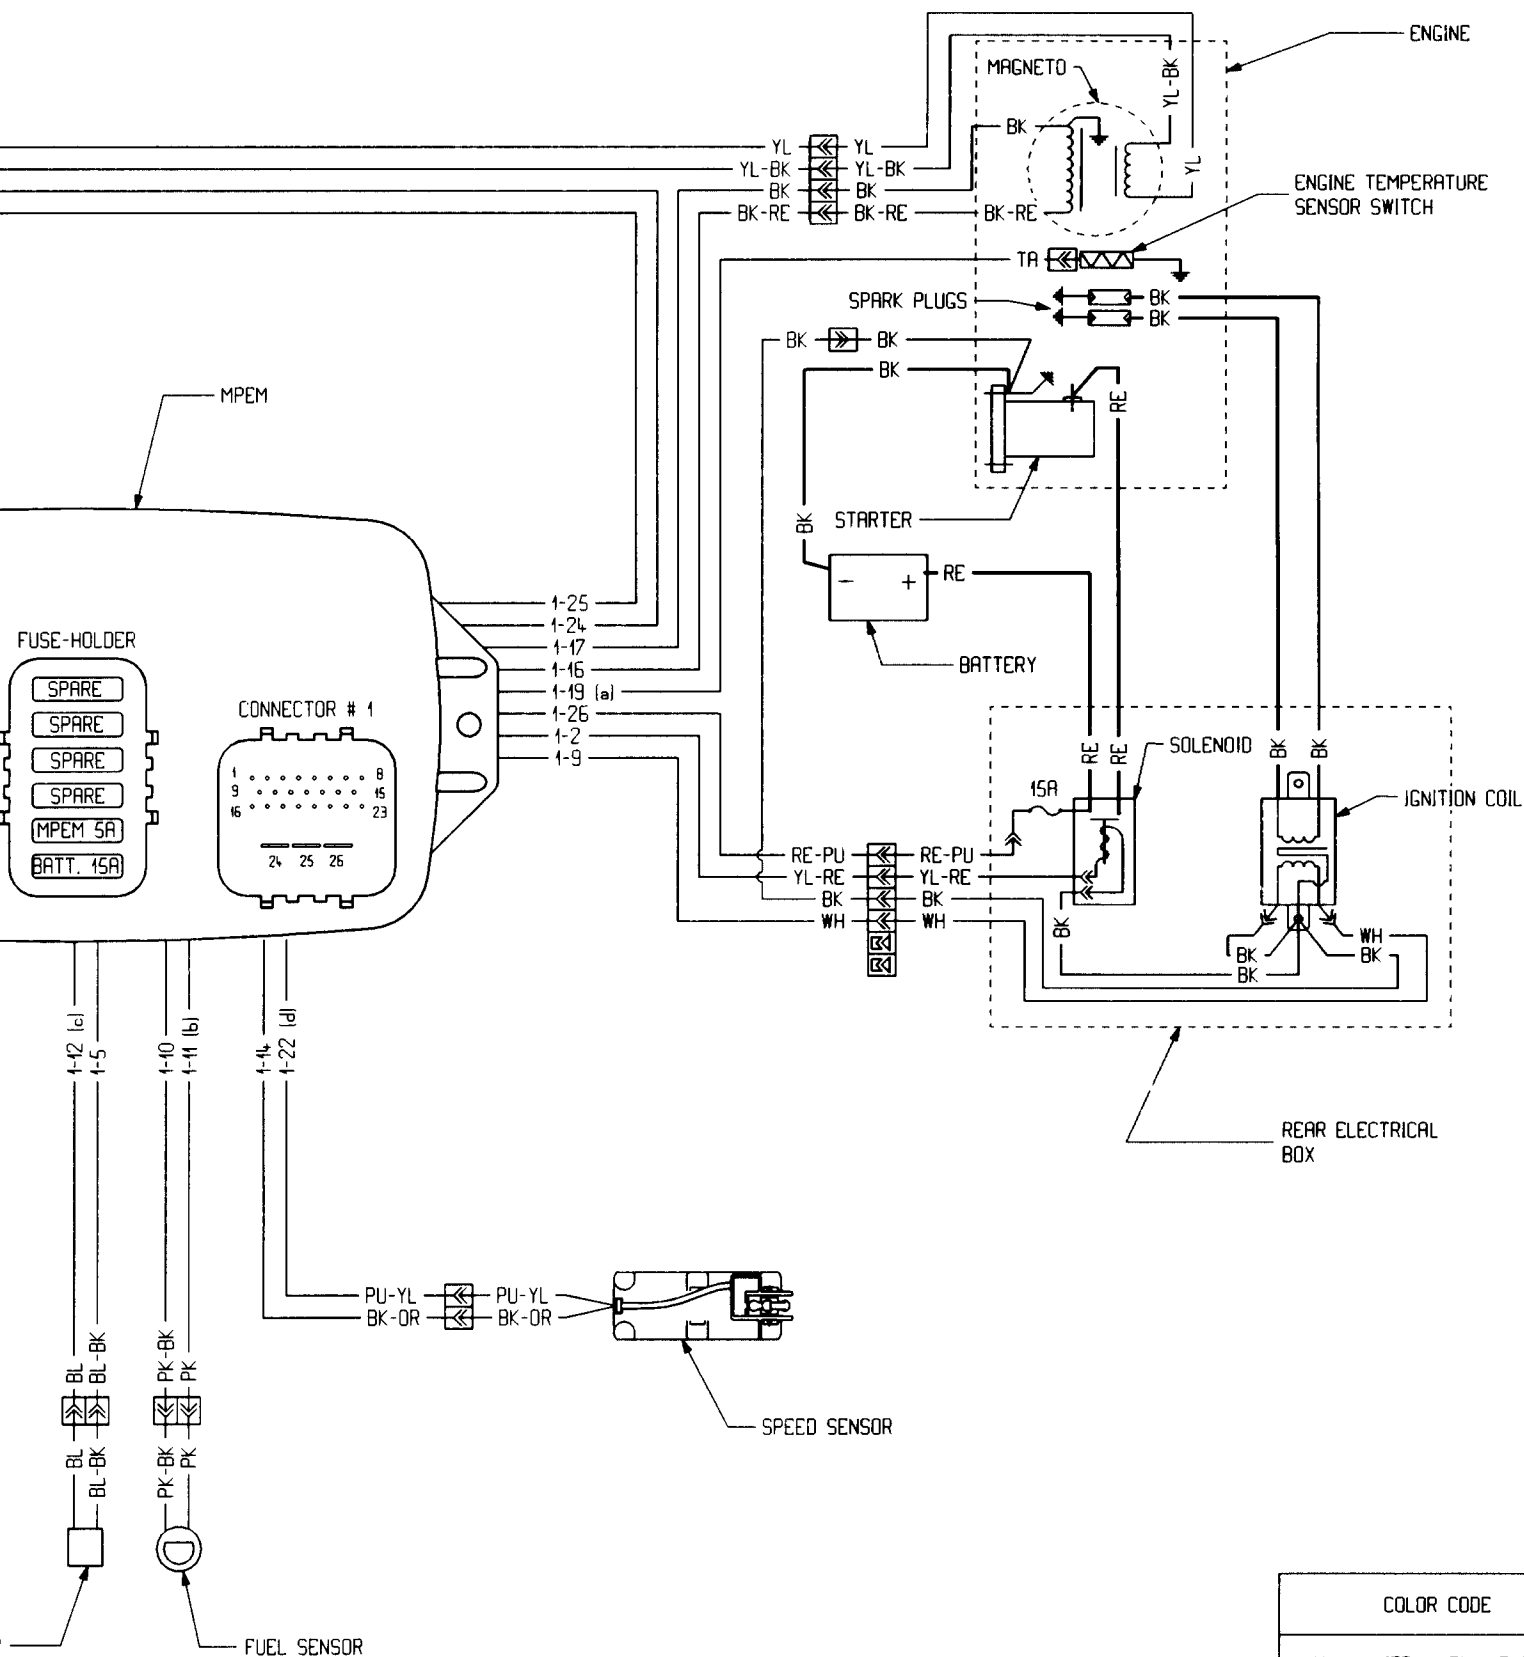 ENGINE
MAGNETO
YL-BK
YL
BK
YL YL
YL-BK YL-BK
BK BK
BK-RE BK-RE BK-RE
ENGINE TEMPERATURE
SENSOR SWITCH
TA
SPARK PLUGS
BK
BK
BK BK
BK
RE
MPEM
BK
STARTER
- +
RE
BATTERY
1-25
1-24
1-17
1-16
1-19 (a)
1-26
1-2
1-9
FUSE-HOLDER
SPARE
SPARE
SPARE
SPARE
MPEM 5A
BATT. 15A
CONNECTOR # 1
1 8
9 15
16 23
24 25 26
RE RE
SOLENOID
BK BK
15A
IGNITION COIL
RE-PU RE-PU
YL-RE YL-RE
BK BK
WH WH
BK
BK WH
BK BK
REAR ELECTRICAL
BOX
1-12 (c)
1-5
1-10
1-11 (b)
1-14
1-22 (d)
PU-YL PU-YL
BK-OR BK-OR
SPEED SENSOR
BL BL-BK PK-BK PK
BL BL-BK PK-BK PK
FUEL SENSOR
COLOR CODE